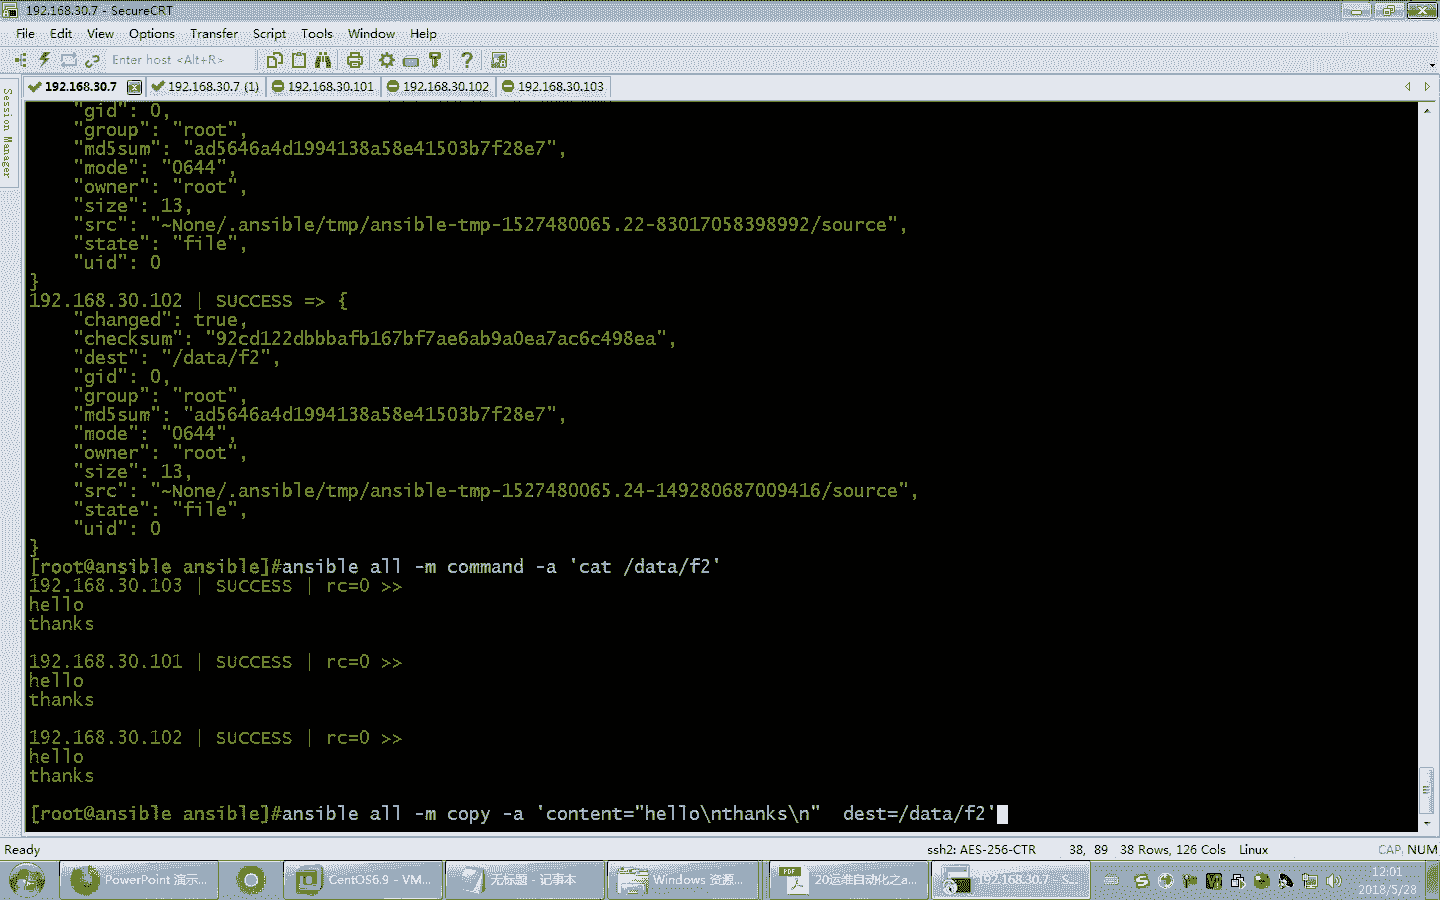 192.168.30.7 - SecureCRT
File Edit View Options Transfer Script Tools Window Help
Enter host <Alt+R>
192.168.30.7 192.168.30.7 (1) 192.168.30.101 192.168.30.102 192.168.30.103
Session Manager
"gid": 0,
"group": "root",
"md5sum": "ad5646a4d1994138a58e41503b7f28e7",
"mode": "0644",
"owner": "root",
"size": 13,
"src": "~None/.ansible/tmp/ansible-tmp-1527480065.22-83017058398992/source",
"state": "file",
"uid": 0
}
192.168.30.102 | SUCCESS => {
"changed": true,
"checksum": "92cd122dbbbafb167bf7ae6ab9a0ea7ac6c498ea",
"dest": "/data/f2",
"gid": 0,
"group": "root",
"md5sum": "ad5646a4d1994138a58e41503b7f28e7",
"mode": "0644",
"owner": "root",
"size": 13,
"src": "~None/.ansible/tmp/ansible-tmp-1527480065.24-149280687009416/source",
"state": "file",
"uid": 0
}
[root@ansible ansible]#ansible all -m command -a 'cat /data/f2'
192.168.30.103 | SUCCESS | rc=0 >>
hello
thanks
192.168.30.101 | SUCCESS | rc=0 >>
hello
thanks
192.168.30.102 | SUCCESS | rc=0 >>
hello
thanks
[root@ansible ansible]#ansible all -m copy -a 'content="hello\nthanks\n"  dest=/data/f2'
Ready ssh2: AES-256-CTR 38, 89 38 Rows, 126 Cols Linux CAP, NUM
PowerPoint 演示... CentOS6.9 - VM... 无标题 - 记事本 Windows 资源... 20运维自动化之a... 192.168.30.7 - S... 12:01
2018/5/28